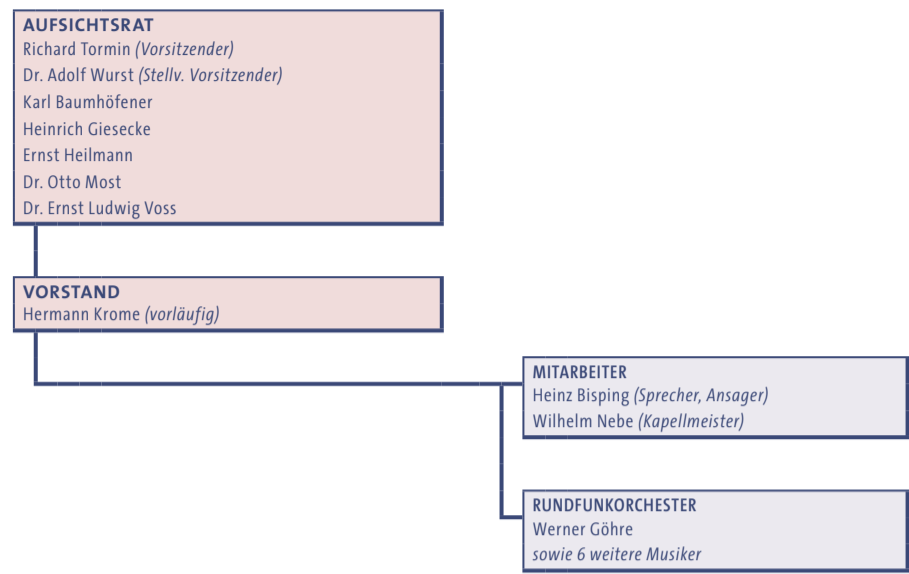 AUFSICHTSRAT
Richard Tormin (Vorsitzender)
Dr. Adolf Wurst (Stellv. Vorsitzender)
Karl Baumhöfener
Heinrich Giesecke
Ernst Heilmann
Dr. Otto Most
Dr. Ernst Ludwig Voss
VORSTAND
Hermann Krome (vorläufig)
MITARBEITER
Heinz Bisping (Sprecher, Ansager)
Wilhelm Nebe (Kapellmeister)
RUNDFUNKORCHESTER
Werner Göhre
sowie 6 weitere Musiker